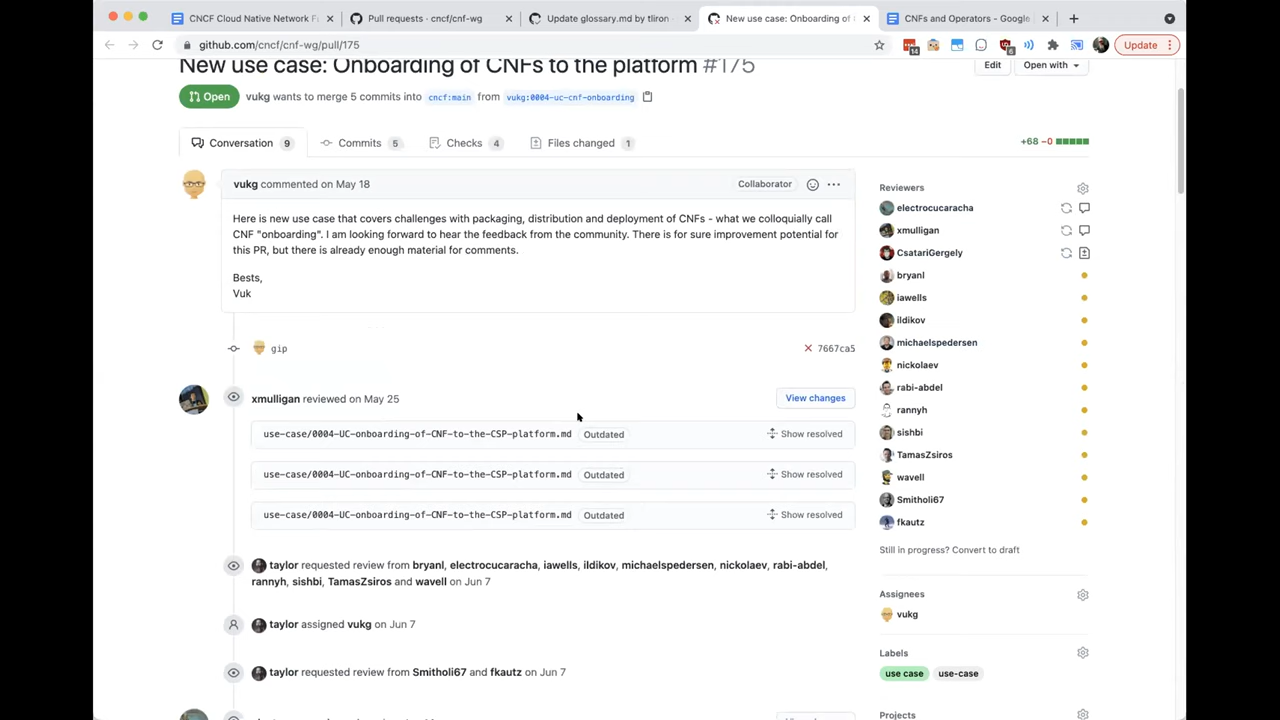 CNCF Cloud Native Network F
Pull requests · cncf/cnf-wg
Update glossary.md by tliron ·
New use case: Onboarding of
CNFs and Operators - Google
github.com/cncf/cnf-wg/pull/175
14
6
Update
New use case: Onboarding of CNFs to the platform #175
Edit
Open with
Open
vukg wants to merge 5 commits into cncf:main from vukg:0004-uc-cnf-onboarding
Conversation 9
Commits 5
Checks 4
Files changed 1
+68 −0
vukg commented on May 18
Collaborator
Here is new use case that covers challenges with packaging, distribution and deployment of CNFs - what we colloquially call
CNF "onboarding". I am looking forward to hear the feedback from the community. There is for sure improvement potential for
this PR, but there is already enough material for comments.
Bests,
Vuk
gip
7667ca5
xmulligan reviewed on May 25
View changes
use-case/0004-UC-onboarding-of-CNF-to-the-CSP-platform.md Outdated Show resolved
use-case/0004-UC-onboarding-of-CNF-to-the-CSP-platform.md Outdated Show resolved
use-case/0004-UC-onboarding-of-CNF-to-the-CSP-platform.md Outdated Show resolved
taylor requested review from bryanl, electrocucaracha, iawells, ildikov, michaelspedersen, nickolaev, rabi-abdel,
rannyh, sishbi, TamasZsiros and wavell on Jun 7
taylor assigned vukg on Jun 7
taylor requested review from Smitholi67 and fkautz on Jun 7
Reviewers
electrocucaracha
xmulligan
CsatariGergely
bryanl
iawells
ildikov
michaelspedersen
nickolaev
rabi-abdel
rannyh
sishbi
TamasZsiros
wavell
Smitholi67
fkautz
Still in progress? Convert to draft
Assignees
vukg
Labels
use case
use-case
Projects